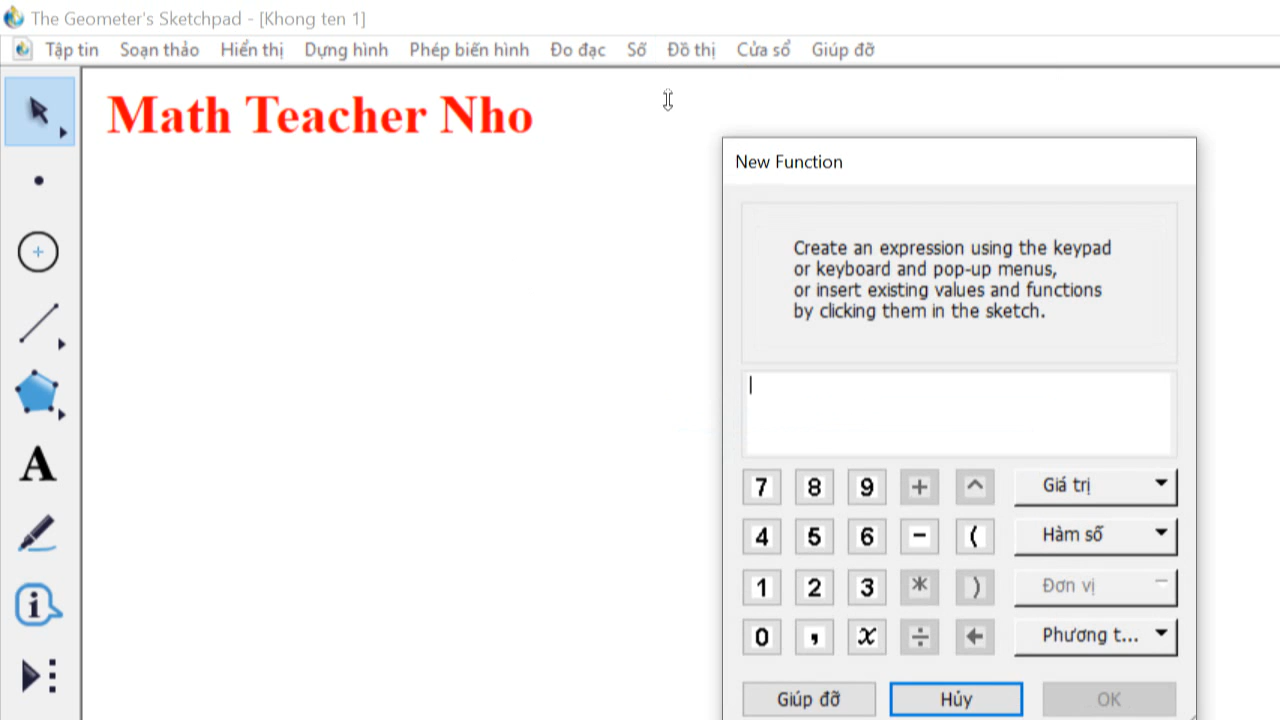 The Geometer's Sketchpad - [Khong ten 1]
Tập tin Soạn thảo Hiển thị Dựng hình Phép biến hình Đo đạc Số Đồ thị Cửa sổ Giúp đỡ
Math Teacher Nho
New Function
Create an expression using the keypad
or keyboard and pop-up menus,
or insert existing values and functions
by clicking them in the sketch.
7 8 9 + ^ Giá trị
4 5 6 - ( Hàm số
A
1 2 3 * ) Đơn vị
i
0 , x ÷ ← Phương t...
Giúp đỡ Hủy OK